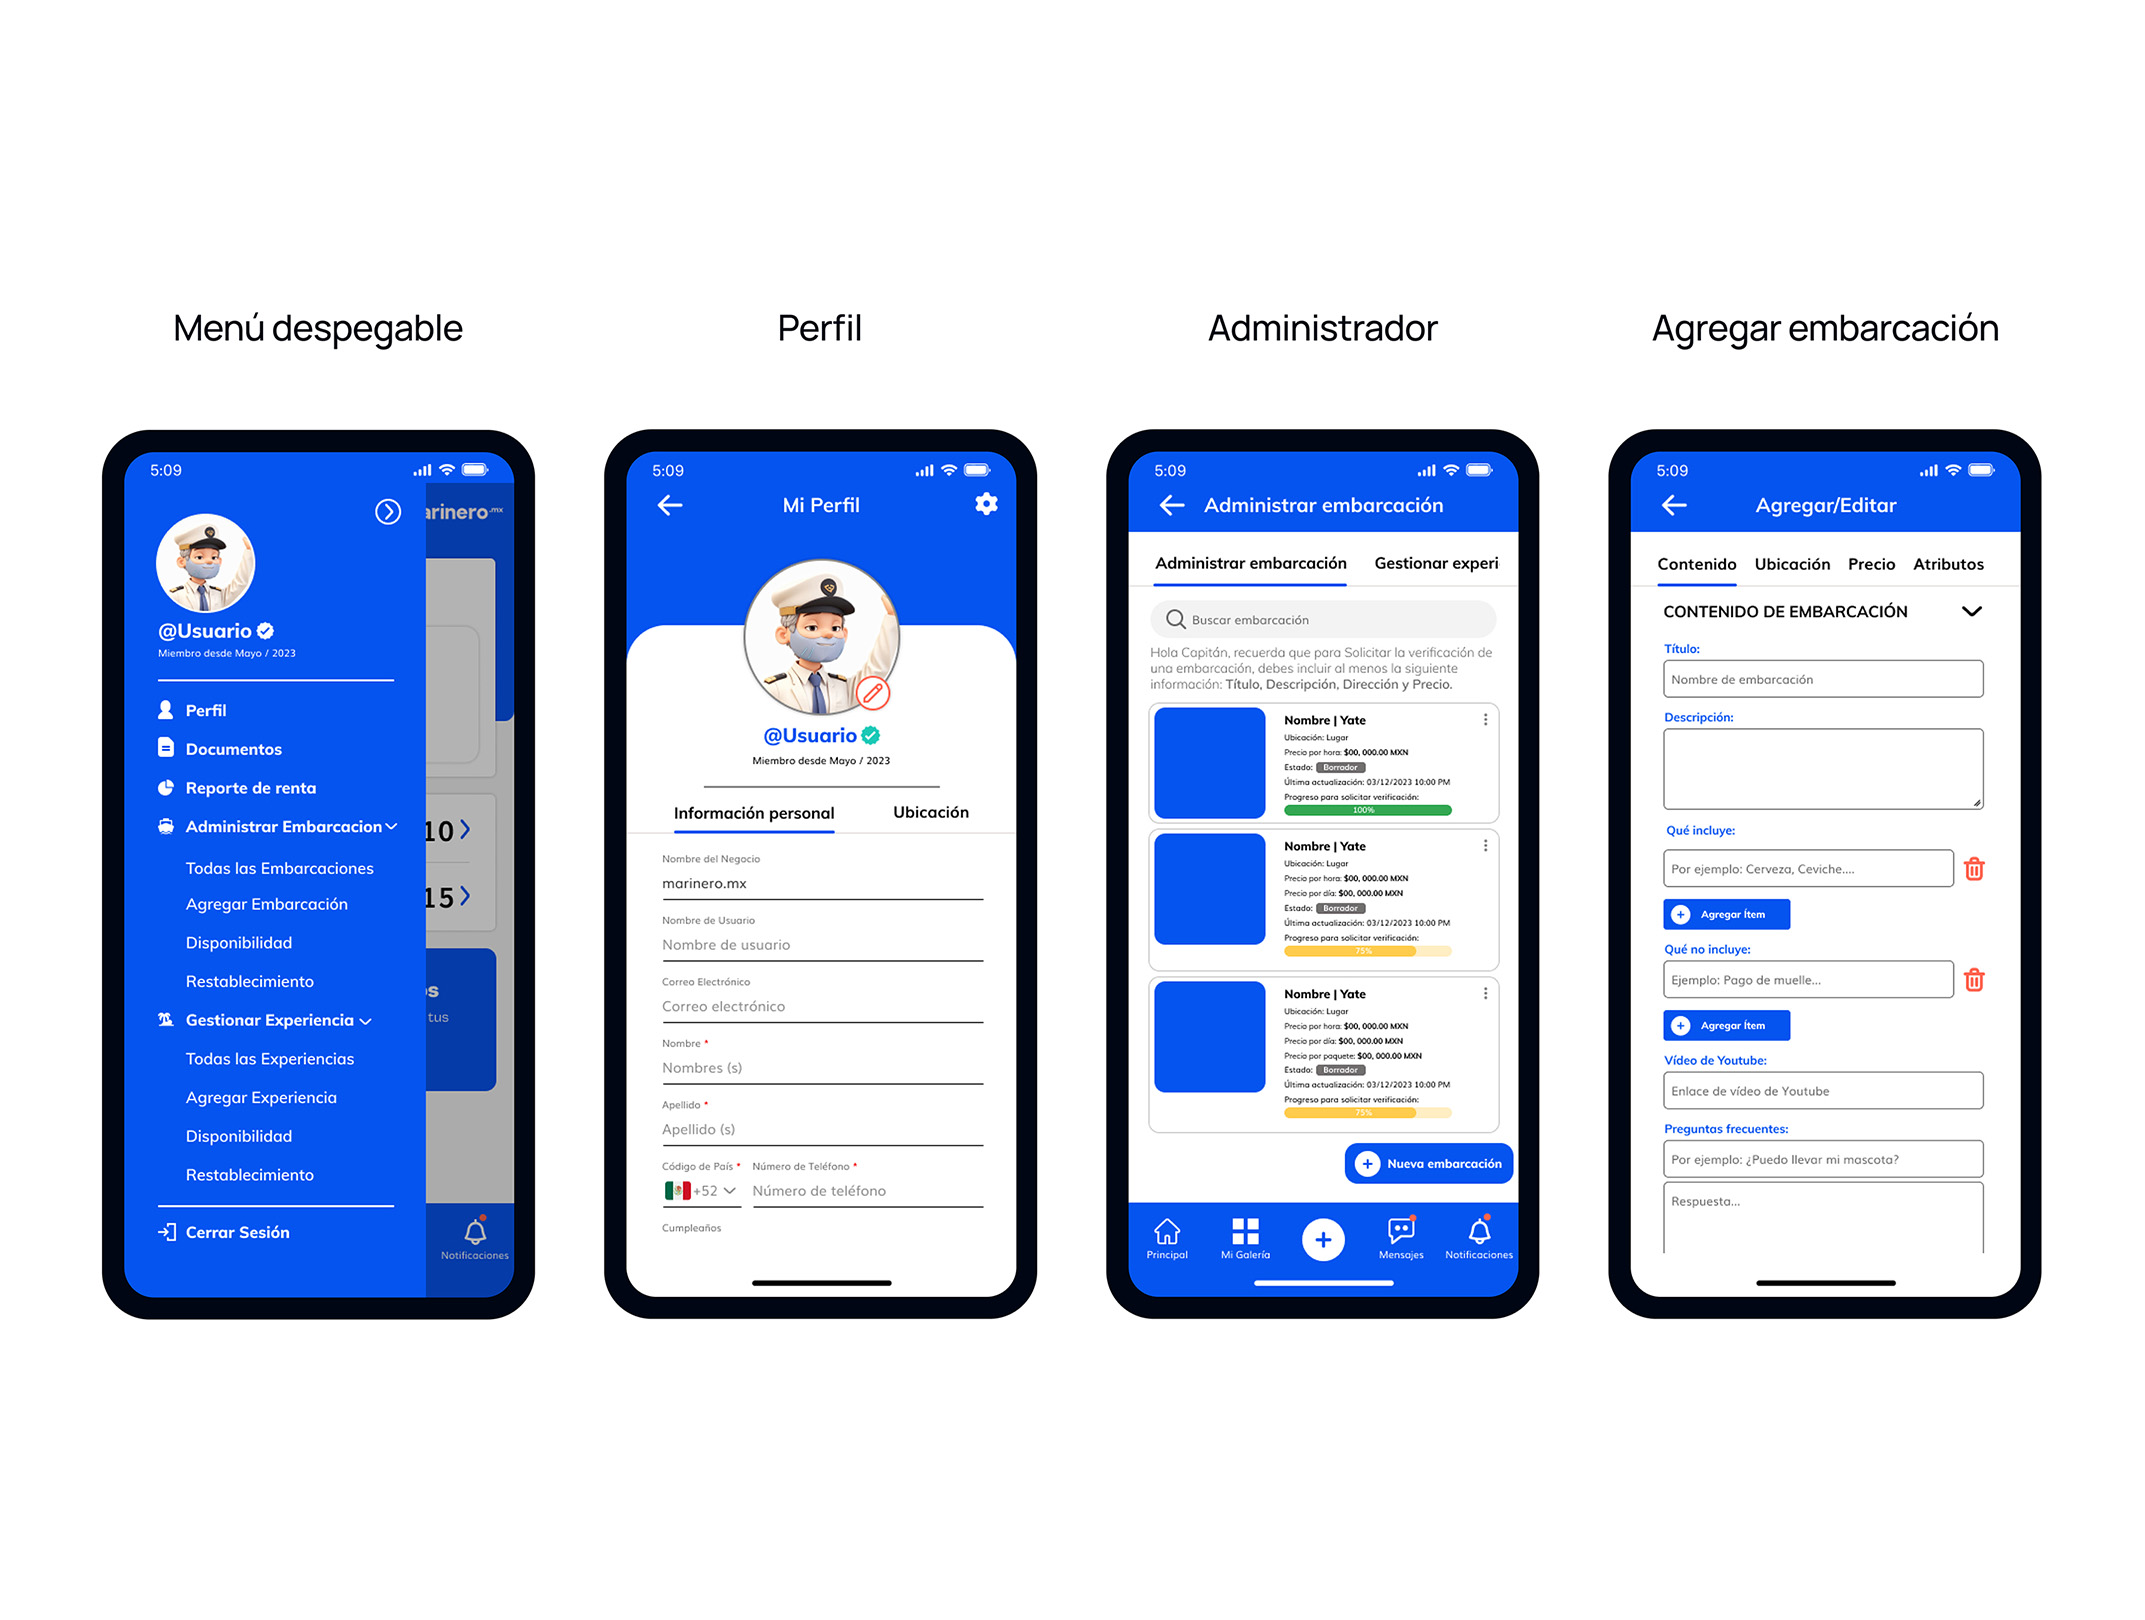 Menú despegable
Perfil
Administrador
Agregar embarcación
5:09
arinero.mx
@Usuario
Miembro desde Mayo / 2023
Perfil
Documentos
Reporte de renta
Administrar Embarcacion
Todas las Embarcaciones
Agregar Embarcación
Disponibilidad
Restablecimiento
Gestionar Experiencia
Todas las Experiencias
Agregar Experiencia
Disponibilidad
Restablecimiento
Cerrar Sesión
10
15
s
tus
Notificaciones
5:09
Mi Perfil
@Usuario
Miembro desde Mayo / 2023
Información personal Ubicación
Nombre del Negocio
marinero.mx
Nombre de Usuario
Nombre de usuario
Correo Electrónico
Correo electrónico
Nombre *
Nombres (s)
Apellido *
Apellido (s)
Código de País * Número de Teléfono *
+52 Número de teléfono
Cumpleaños
5:09
Administrar embarcación
Administrar embarcación Gestionar experi
Buscar embarcación
Hola Capitán, recuerda que para Solicitar la verificación de
una embarcación, debes incluir al menos la siguiente
información: Título, Descripción, Dirección y Precio.
Nombre | Yate
Ubicación: Lugar
Precio por hora: $00, 000.00 MXN
Estado: Borrador
Última actualización: 03/12/2023 10:00 PM
Progreso para solicitar verificación:
100%
Nombre | Yate
Ubicación: Lugar
Precio por hora: $00, 000.00 MXN
Precio por día: $00, 000.00 MXN
Estado: Borrador
Última actualización: 03/12/2023 10:00 PM
Progreso para solicitar verificación:
75%
Nombre | Yate
Ubicación: Lugar
Precio por hora: $00, 000.00 MXN
Precio por día: $00, 000.00 MXN
Precio por paquete: $00, 000.00 MXN
Estado: Borrador
Última actualización: 03/12/2023 10:00 PM
Progreso para solicitar verificación:
75%
Nueva embarcación
Principal Mi Galería Mensajes Notificaciones
5:09
Agregar/Editar
Contenido Ubicación Precio Atributos
CONTENIDO DE EMBARCACIÓN
Título:
Nombre de embarcación
Descripción:
Qué incluye:
Por ejemplo: Cerveza, Ceviche....
Agregar Ítem
Qué no incluye:
Ejemplo: Pago de muelle...
Agregar Ítem
Vídeo de Youtube:
Enlace de vídeo de Youtube
Preguntas frecuentes:
Por ejemplo: ¿Puedo llevar mi mascota?
Respuesta...